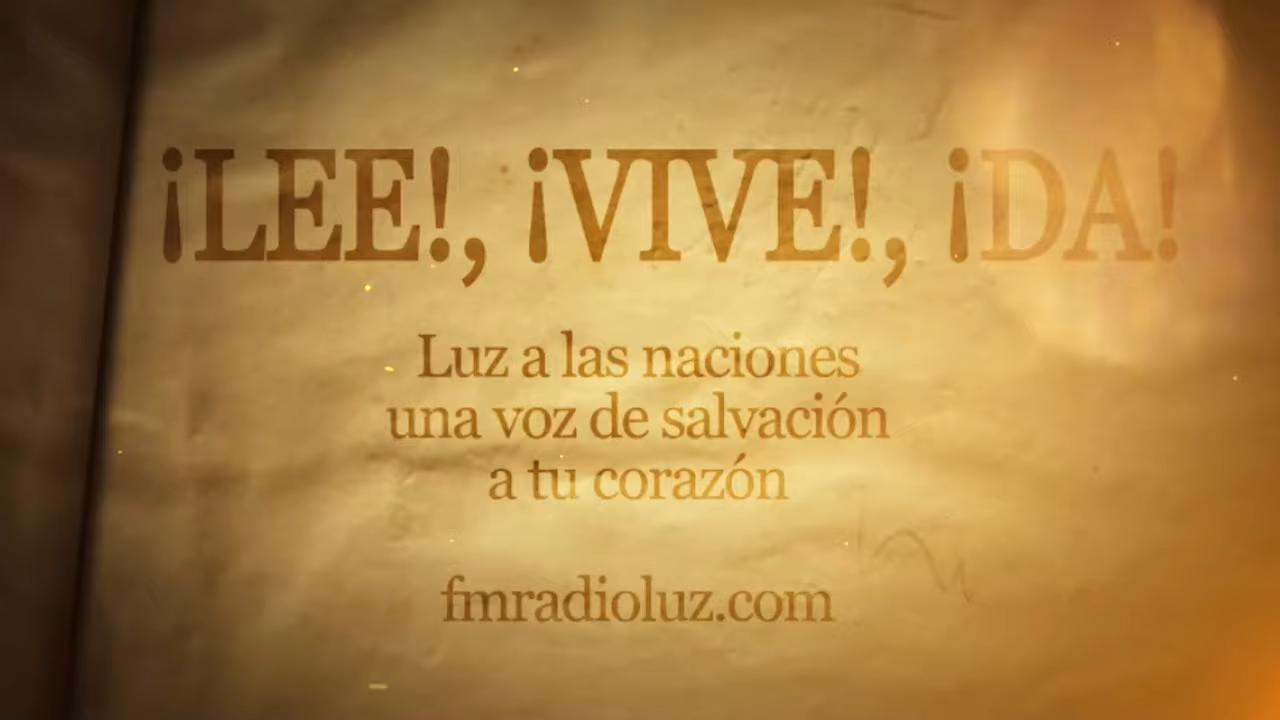 ¡LEE!, ¡VIVE!, ¡DA!
Luz a las naciones
una voz de salvación
a tu corazón
fmradioluz.com